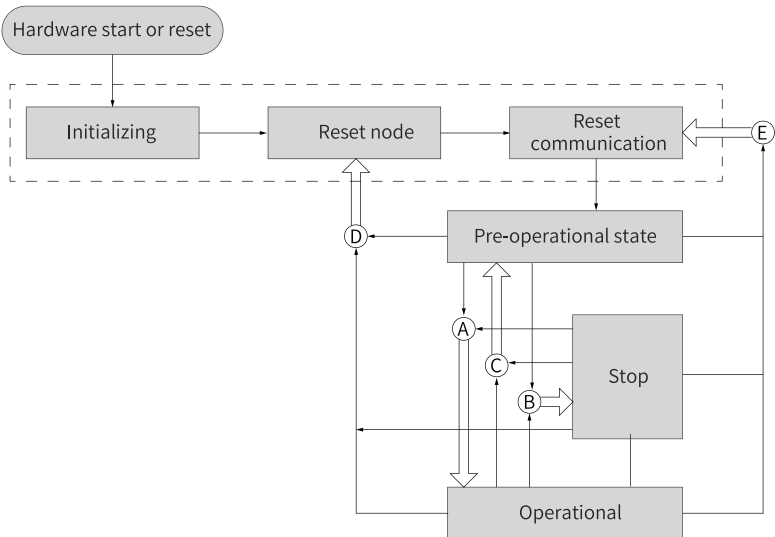 Hardware start or reset
Initializing
Reset node
Reset
communication
E
D
Pre-operational state
A
C
B
Stop
Operational